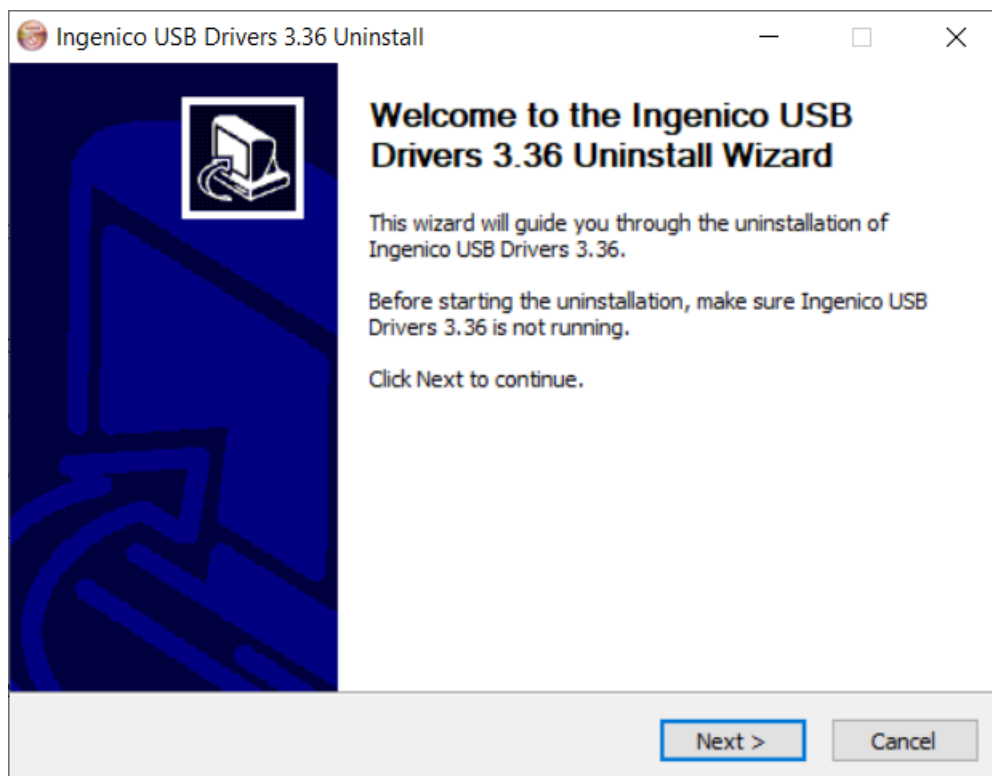 Ingenico USB Drivers 3.36 Uninstall
Welcome to the Ingenico USB
Drivers 3.36 Uninstall Wizard
This wizard will guide you through the uninstallation of
Ingenico USB Drivers 3.36.
Before starting the uninstallation, make sure Ingenico USB
Drivers 3.36 is not running.
Click Next to continue.
Next >
Cancel